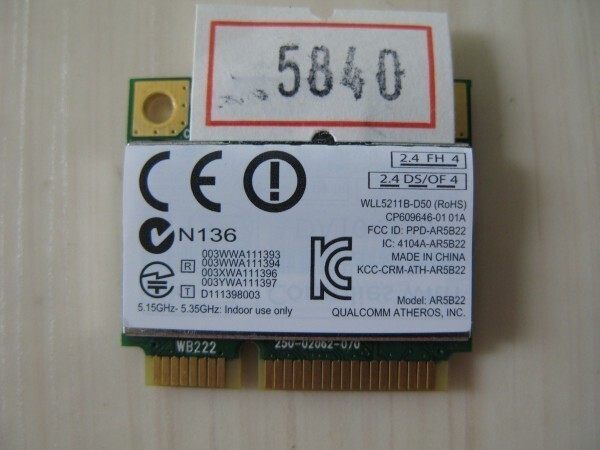 5840
2.4 FH 4
2.4 DS/OF 4
CE
WLL5211B-D50 (RoHS)
CP609646-01 01A
FCC ID: PPD-AR5B22
IC: 4104A-AR5B22
MADE IN CHINA
KCC-CRM-ATH-AR5B22
N136
R
003WWA111393
003WWA111394
003XWA111396
003YWA111397
T D111398003
5.15GHz- 5.35GHz: Indoor use only
Model: AR5B22
QUALCOMM ATHEROS, INC.
WB222
250-02062-070